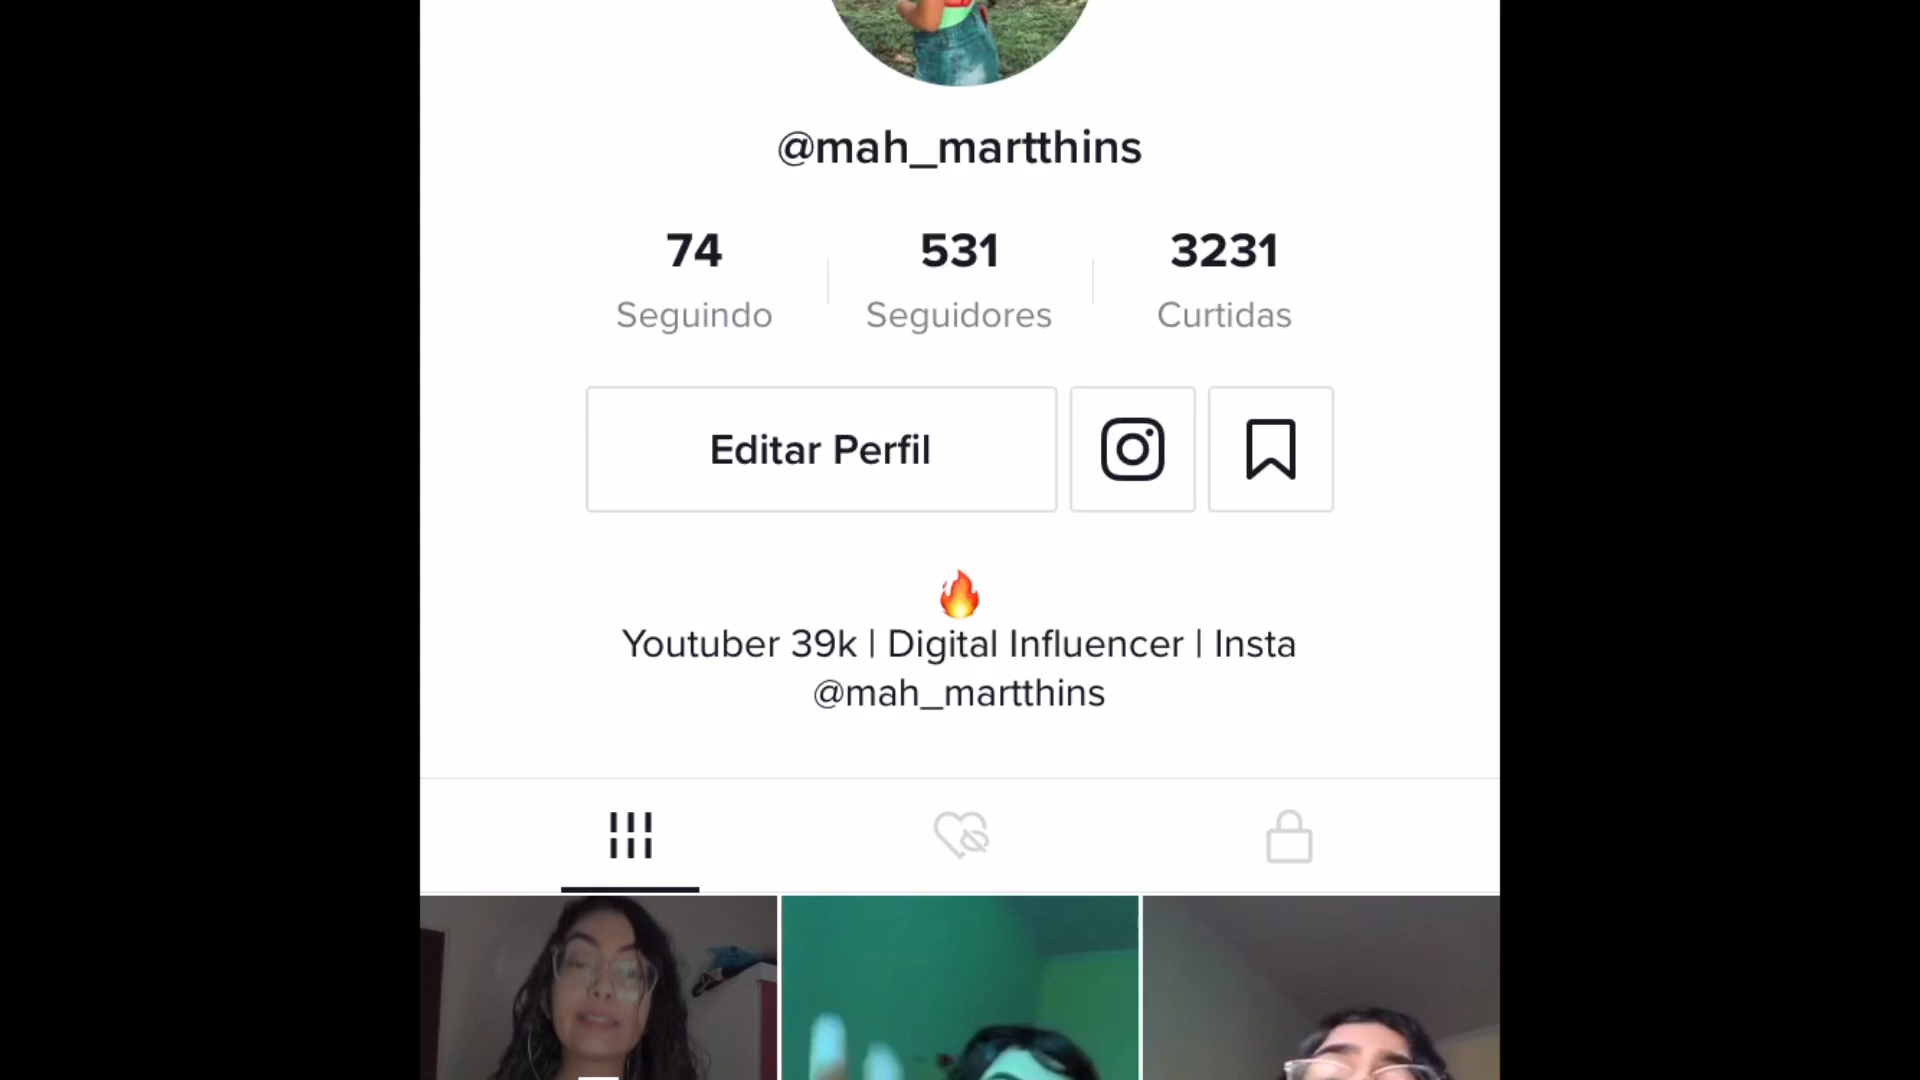 @mah_martthins
74 531 3231
Seguindo Seguidores Curtidas
Editar Perfil
Youtuber 39k | Digital Influencer | Insta
@mah_martthins